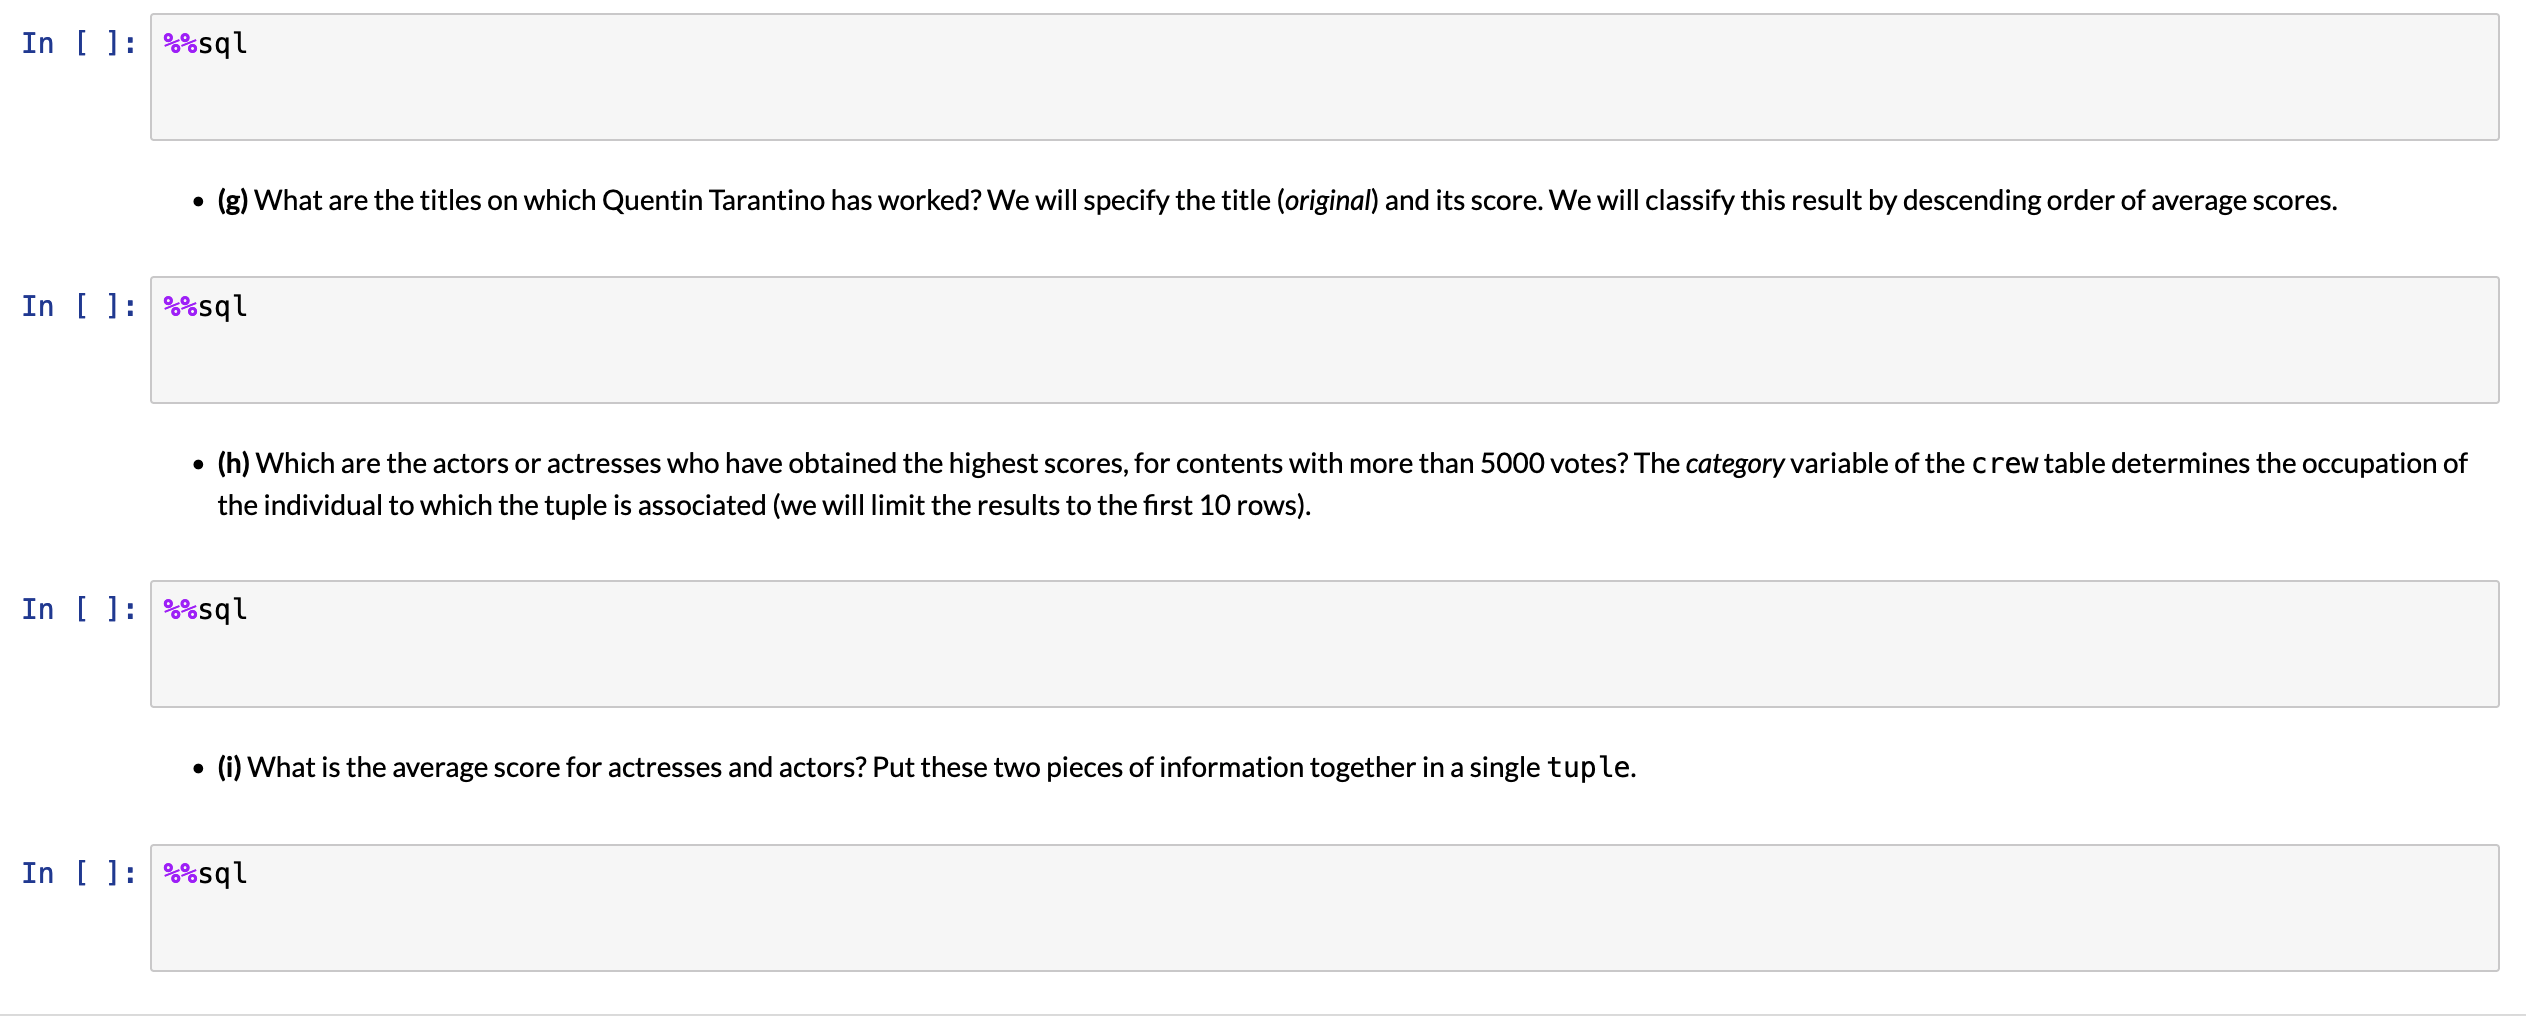 In [ ]: %%sql
• (g) What are the titles on which Quentin Tarantino has worked? We will specify the title (original) and its score. We will classify this result by descending order of average scores.
In [ ]: %%sql
• (h) Which are the actors or actresses who have obtained the highest scores, for contents with more than 5000 votes? The category variable of the crew table determines the occupation of
the individual to which the tuple is associated (we will limit the results to the first 10 rows).
In [ ]: %%sql
• (i) What is the average score for actresses and actors? Put these two pieces of information together in a single tuple.
In [ ]: %%sql